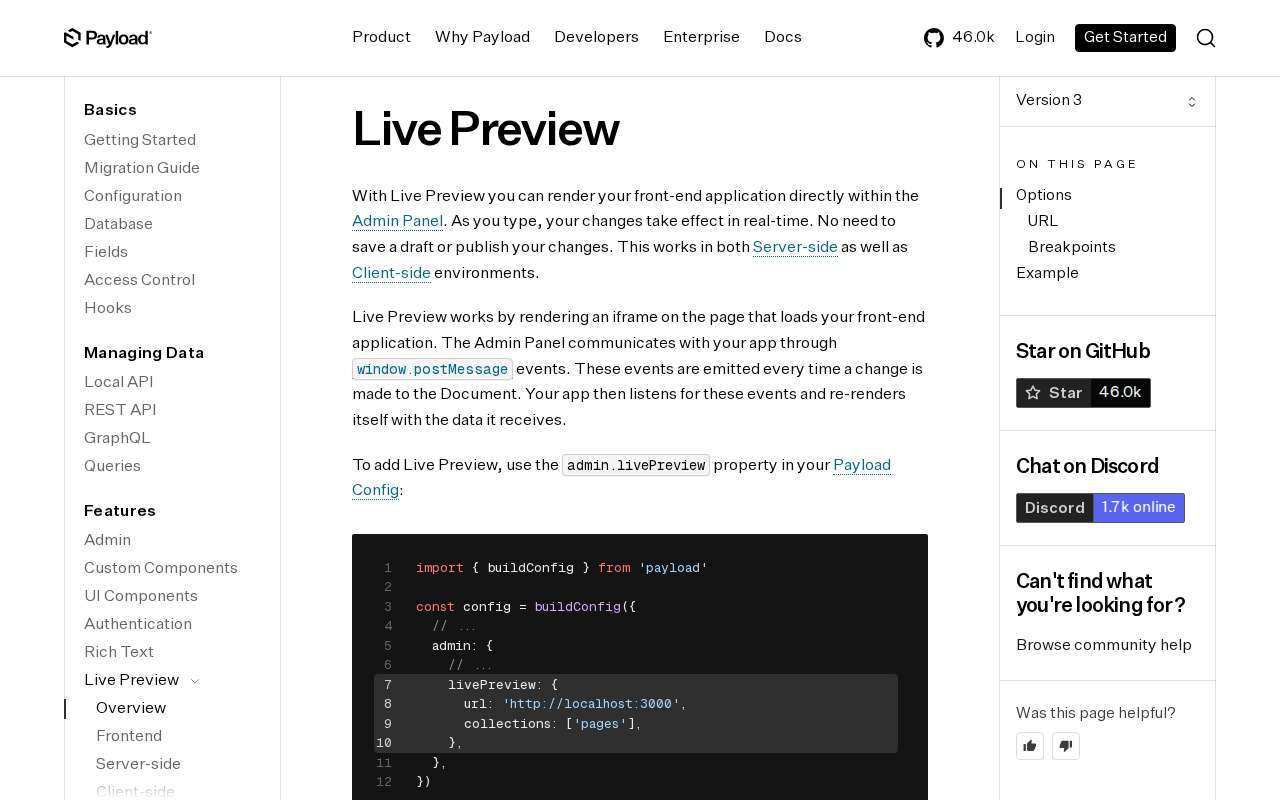 Payload
Product
Why Payload
Developers
Enterprise
Docs
46.0k
Login
Get Started
Basics
Getting Started
Migration Guide
Configuration
Database
Fields
Access Control
Hooks
Managing Data
Local API
REST API
GraphQL
Queries
Features
Admin
Custom Components
UI Components
Authentication
Rich Text
Live Preview
Overview
Frontend
Server-side
Client-side
Live Preview
With Live Preview you can render your front-end application directly within the
Admin Panel. As you type, your changes take effect in real-time. No need to
save a draft or publish your changes. This works in both Server-side as well as
Client-side environments.
Live Preview works by rendering an iframe on the page that loads your front-end
application. The Admin Panel communicates with your app through
window.postMessage events. These events are emitted every time a change is
made to the Document. Your app then listens for these events and re-renders
itself with the data it receives.
To add Live Preview, use the admin.livePreview property in your Payload
Config:
1 import { buildConfig } from 'payload'
2
3 const config = buildConfig({
4 // ...
5 admin: {
6 // ...
7 livePreview: {
8 url: 'http://localhost:3000',
9 collections: ['pages'],
10 },
11 },
12 })
Version 3
ON THIS PAGE
Options
URL
Breakpoints
Example
Star on GitHub
Star 46.0k
Chat on Discord
Discord 1.7k online
Can't find what
you're looking for?
Browse community help
Was this page helpful?